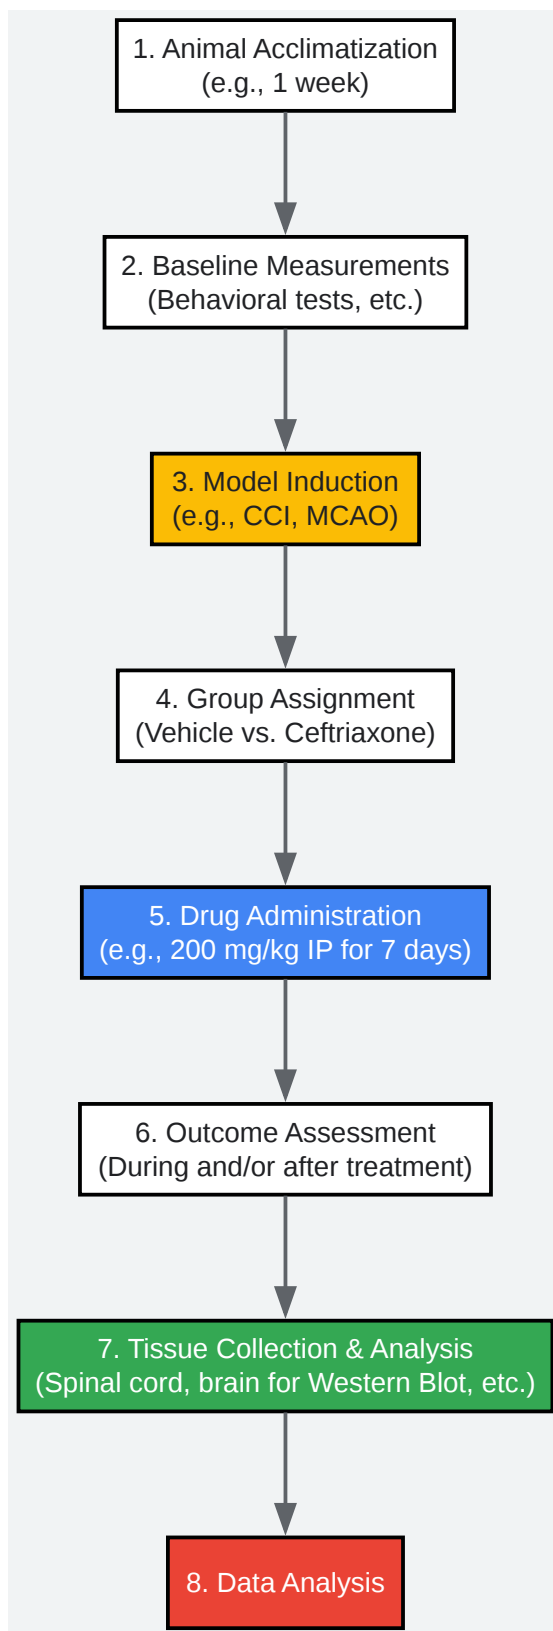 1. Animal Acclimatization
(e.g., 1 week)
2. Baseline Measurements
(Behavioral tests, etc.)
3. Model Induction
(e.g., CCI, MCAO)
4. Group Assignment
(Vehicle vs. Ceftriaxone)
5. Drug Administration
(e.g., 200 mg/kg IP for 7 days)
6. Outcome Assessment
(During and/or after treatment)
7. Tissue Collection & Analysis
(Spinal cord, brain for Western Blot, etc.)
8. Data Analysis